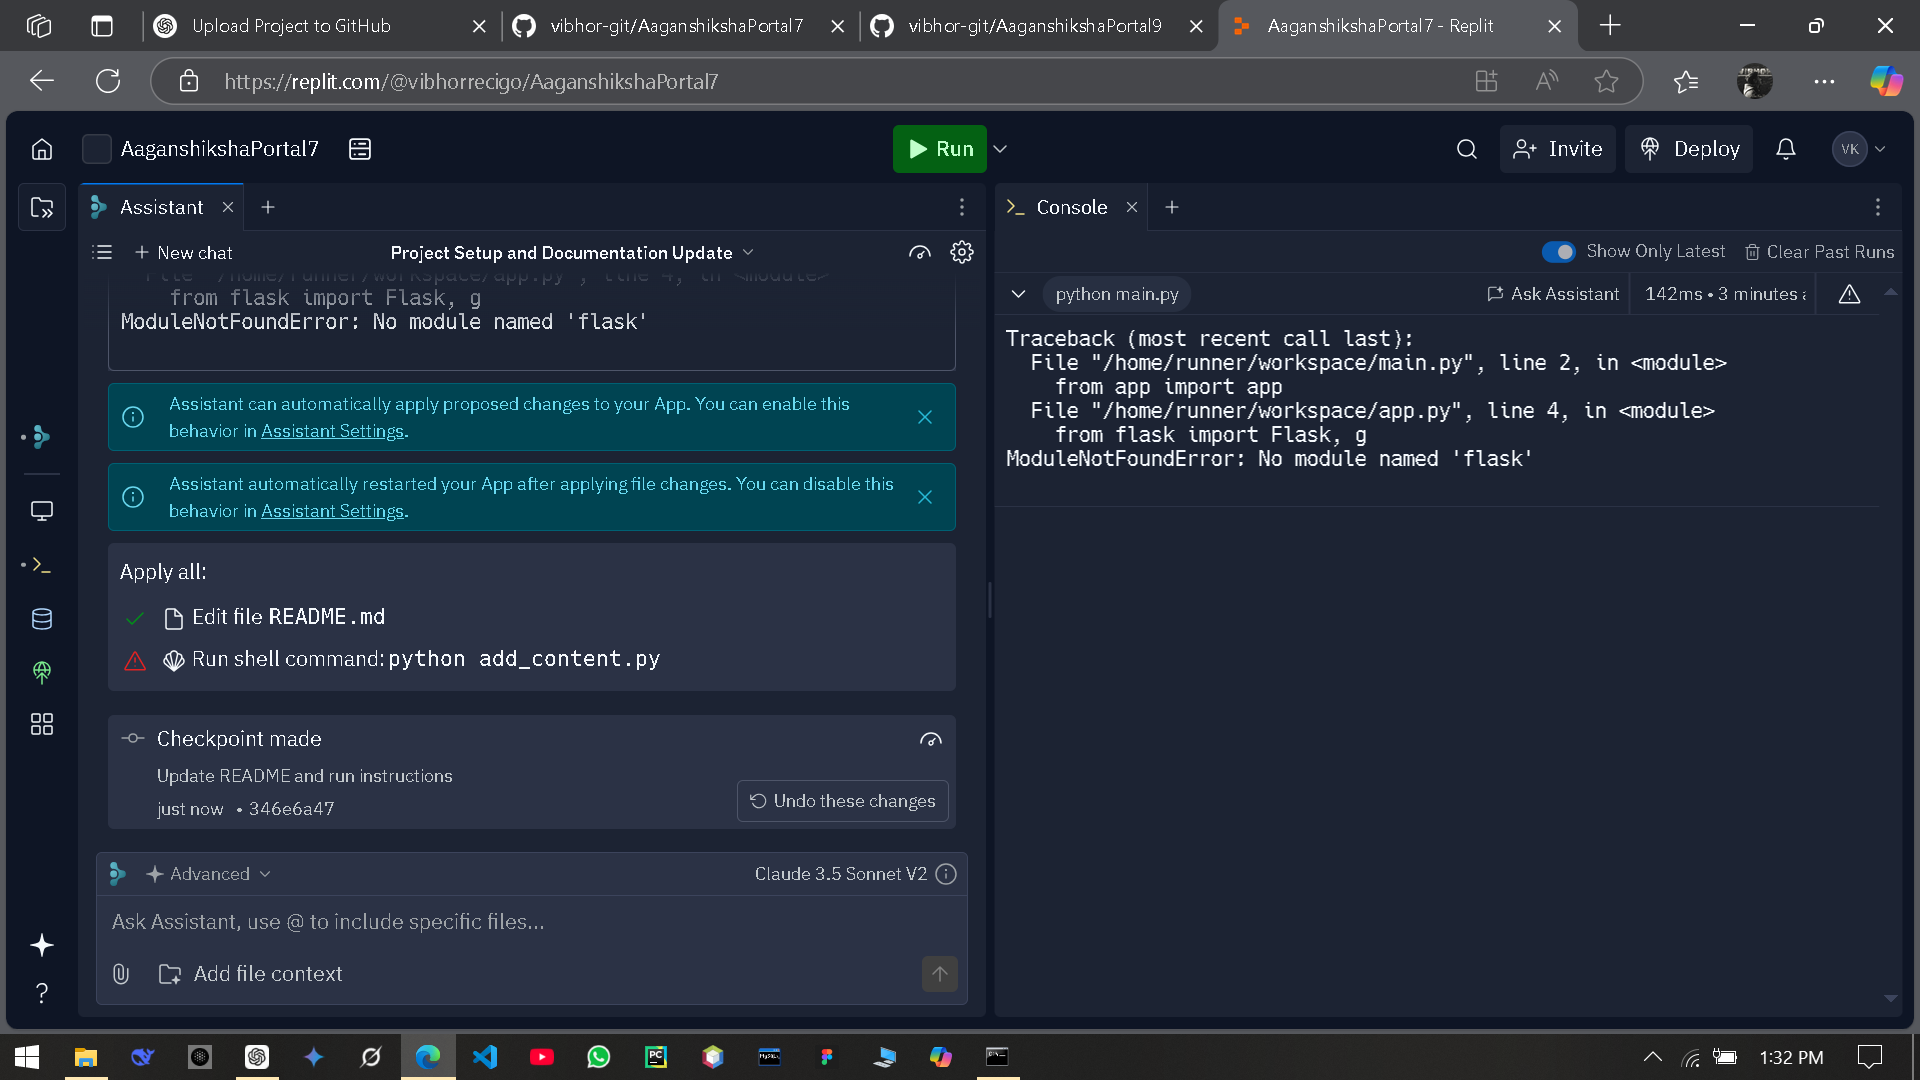 Upload Project to GitHub
vibhor-git/AaganshikshaPortal7
vibhor-git/AaganshikshaPortal9
AaganshikshaPortal7 - Replit
https://replit.com/@vibhorrecigo/AaganshikshaPortal7
AaganshikshaPortal7
Run
Invite
Deploy
VK
Assistant
Console
New chat
Project Setup and Documentation Update
Show Only Latest
Clear Past Runs
File "/home/runner/workspace/app.py", line 4, in <module>
from flask import Flask, g
ModuleNotFoundError: No module named 'flask'
Assistant can automatically apply proposed changes to your App. You can enable this
behavior in Assistant Settings.
Assistant automatically restarted your App after applying file changes. You can disable this
behavior in Assistant Settings.
Apply all:
Edit file README.md
Run shell command: python add_content.py
Checkpoint made
Update README and run instructions
just now • 346e6a47
Undo these changes
Advanced
Claude 3.5 Sonnet V2
Ask Assistant, use @ to include specific files...
Add file context
python main.py
Ask Assistant
142ms • 3 minutes
Traceback (most recent call last):
File "/home/runner/workspace/main.py", line 2, in <module>
from app import app
File "/home/runner/workspace/app.py", line 4, in <module>
from flask import Flask, g
ModuleNotFoundError: No module named 'flask'
PC
MySQL
1:32 PM